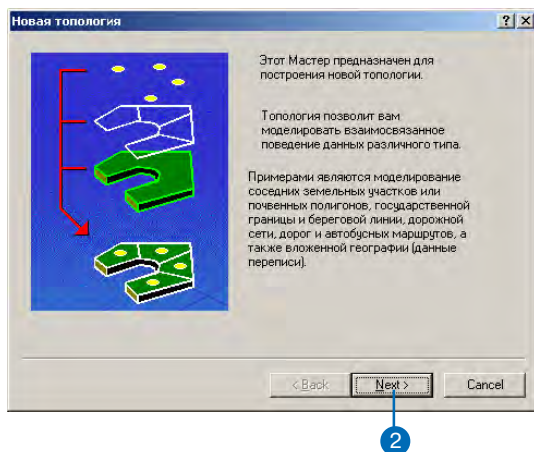 Новая топология
Этот Мастер предназначен для
построения новой топологии.
Топология позволит вам
моделировать взаимосвязанное
поведение данных различного типа.
Примерами являются моделирование
соседних земельных участков или
почвенных полигонов, государственной
границы и береговой линии, дорожной
сети, дорог и автобусных маршрутов, а
также вложенной географии (данные
переписи).
< Back Next > Cancel
2